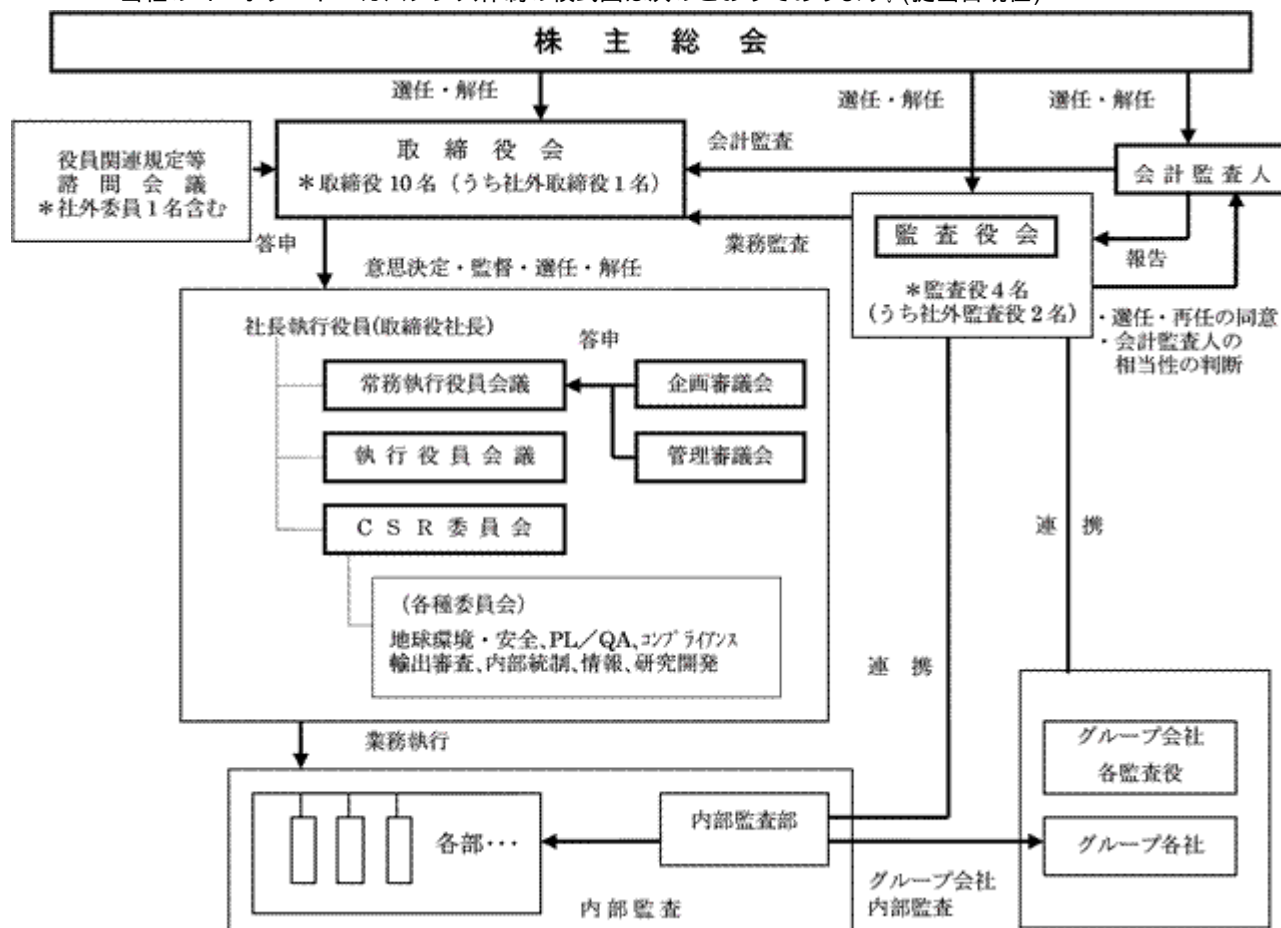 株主総会
選任・解任
選任・解任
選任・解任
役員関連規定等
諮問会議
＊社外委員1名含む
取締役会
＊取締役10名（うち社外取締役1名）
会計監査
会計監査人
答申
業務監査
監査役会
＊監査役4名
（うち社外監査役2名）
報告
・選任・再任の同意
・会計監査人の
相当性の判断
意思決定・監督・選任・解任
社長執行役員(取締役社長)
答申
常務執行役員会議
企画審議会
執行役員会議
管理審議会
CSR委員会
（各種委員会）
地球環境・安全、PL／QA、コンプライアンス
輸出審査、内部統制、情報、研究開発
連携
連携
業務執行
各部・・・
内部監査部
内部監査
グループ会社
内部監査
グループ会社
各監査役
グループ各社